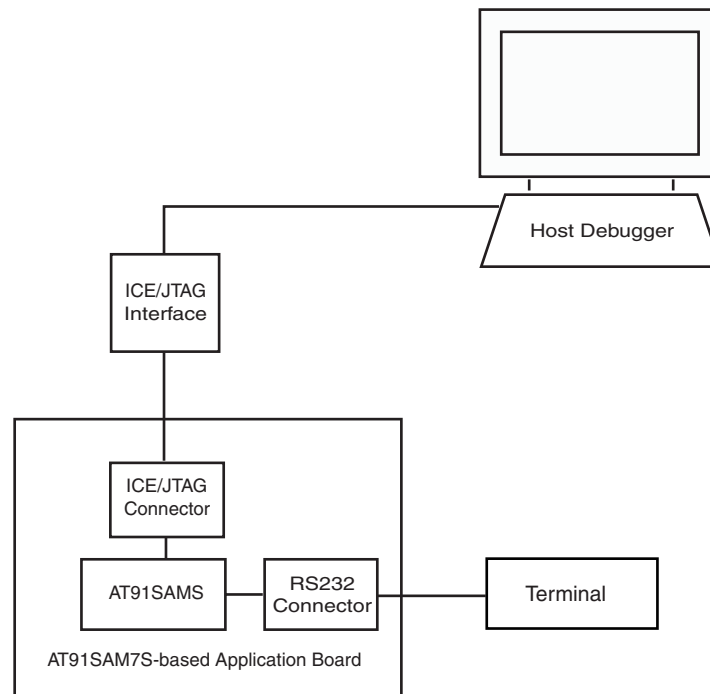 Host Debugger
ICE/JTAG
Interface
ICE/JTAG
Connector
AT91SAMS
RS232
Connector
Terminal
AT91SAM7S-based Application Board